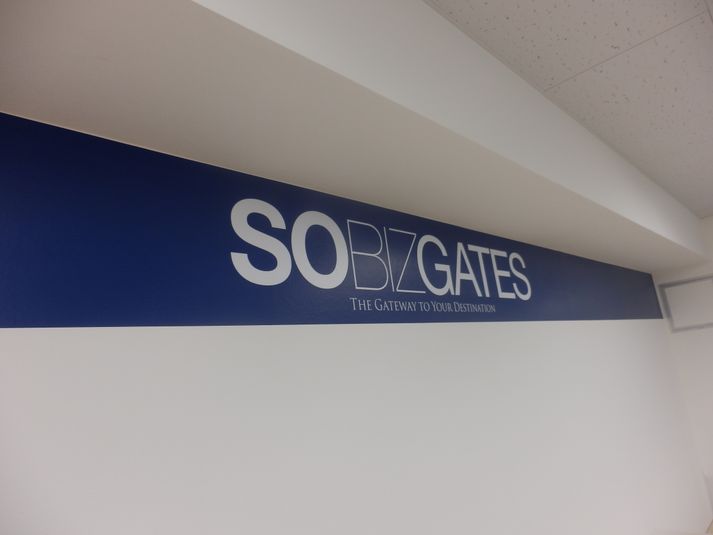 SOBIZGATES
THE GATEWAY TO YOUR DESTINATION